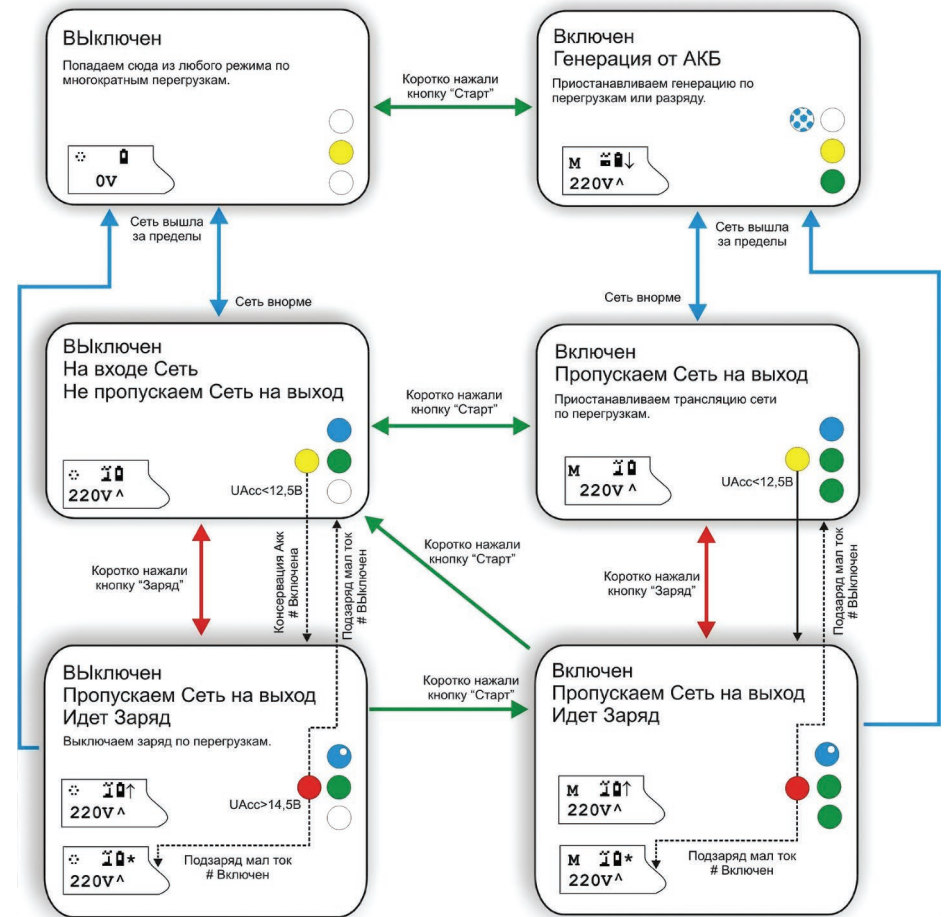 ВЫключен
Попадаем сюда из любого режима по
многократным перегрузкам.
0V
Коротко нажали
кнопку “Старт”
Включен
Генерация от АКБ
Приостанавливаем генерацию по
перегрузкам или разряду.
М
220V^
Сеть вышла
за пределы
Сеть внорме
Сеть вышла
за пределы
Сеть внорме
ВЫключен
На входе Сеть
Не пропускаем Сеть на выход
UAcc<12,5В
220V^
Коротко нажали
кнопку “Старт”
Включен
Пропускаем Сеть на выход
Приостанавливаем трансляцию сети
по перегрузкам.
UAcc<12,5В
М
220V^
Коротко нажали
кнопку “Заряд”
Консервация Акк
# Включена
Подзаряд мал ток
# ВЫключен
Коротко нажали
кнопку “Старт”
Коротко нажали
кнопку “Заряд”
Подзаряд мал ток
# ВЫключен
ВЫключен
Пропускаем Сеть на выход
Идет Заряд
Выключаем заряд по перегрузкам.
↑
220V^
UAcc>14,5В
*
220V^
Подзаряд мал ток
# Включен
Коротко нажали
кнопку “Старт”
Включен
Пропускаем Сеть на выход
Идет Заряд
М ↑
220V^
М *
220V^
Подзаряд мал ток
# Включен